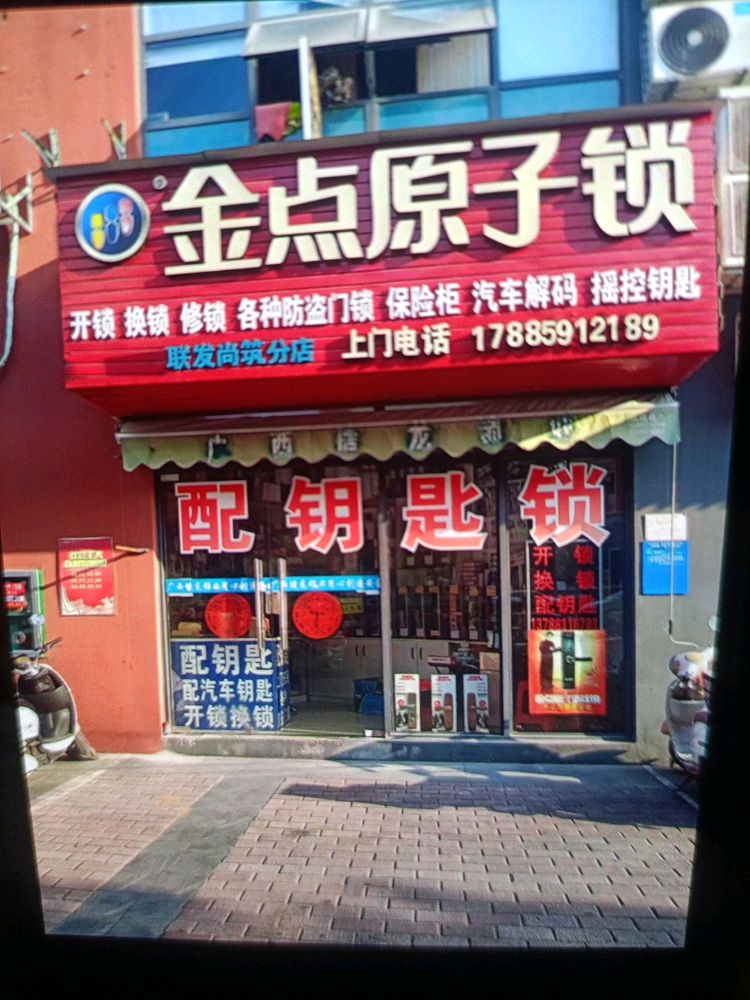 金点原子锁
开锁 换锁 修锁 各种防盗门锁 保险柜 汽车解码 摇控钥匙
联发尚筑分店 上门电话 17885912189
配钥匙 锁
开锁
换锁
配钥匙
配钥匙
配汽车钥匙
开锁换锁